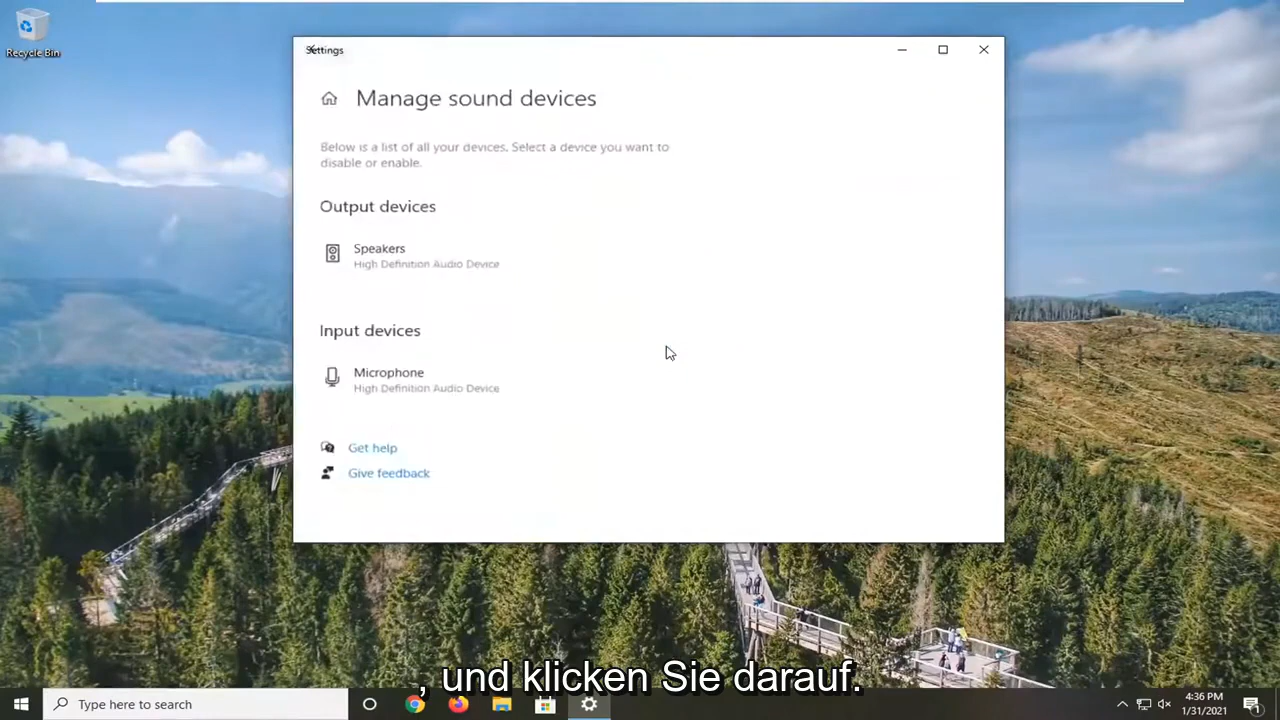 Recycle Bin
Settings
Manage sound devices
Below is a list of all your devices. Select a device you want to
disable or enable.
Output devices
Speakers
High Definition Audio Device
Input devices
Microphone
High Definition Audio Device
Get help
Give feedback
, und klicken Sie darauf.
Type here to search
4:36 PM
1/31/2021
1